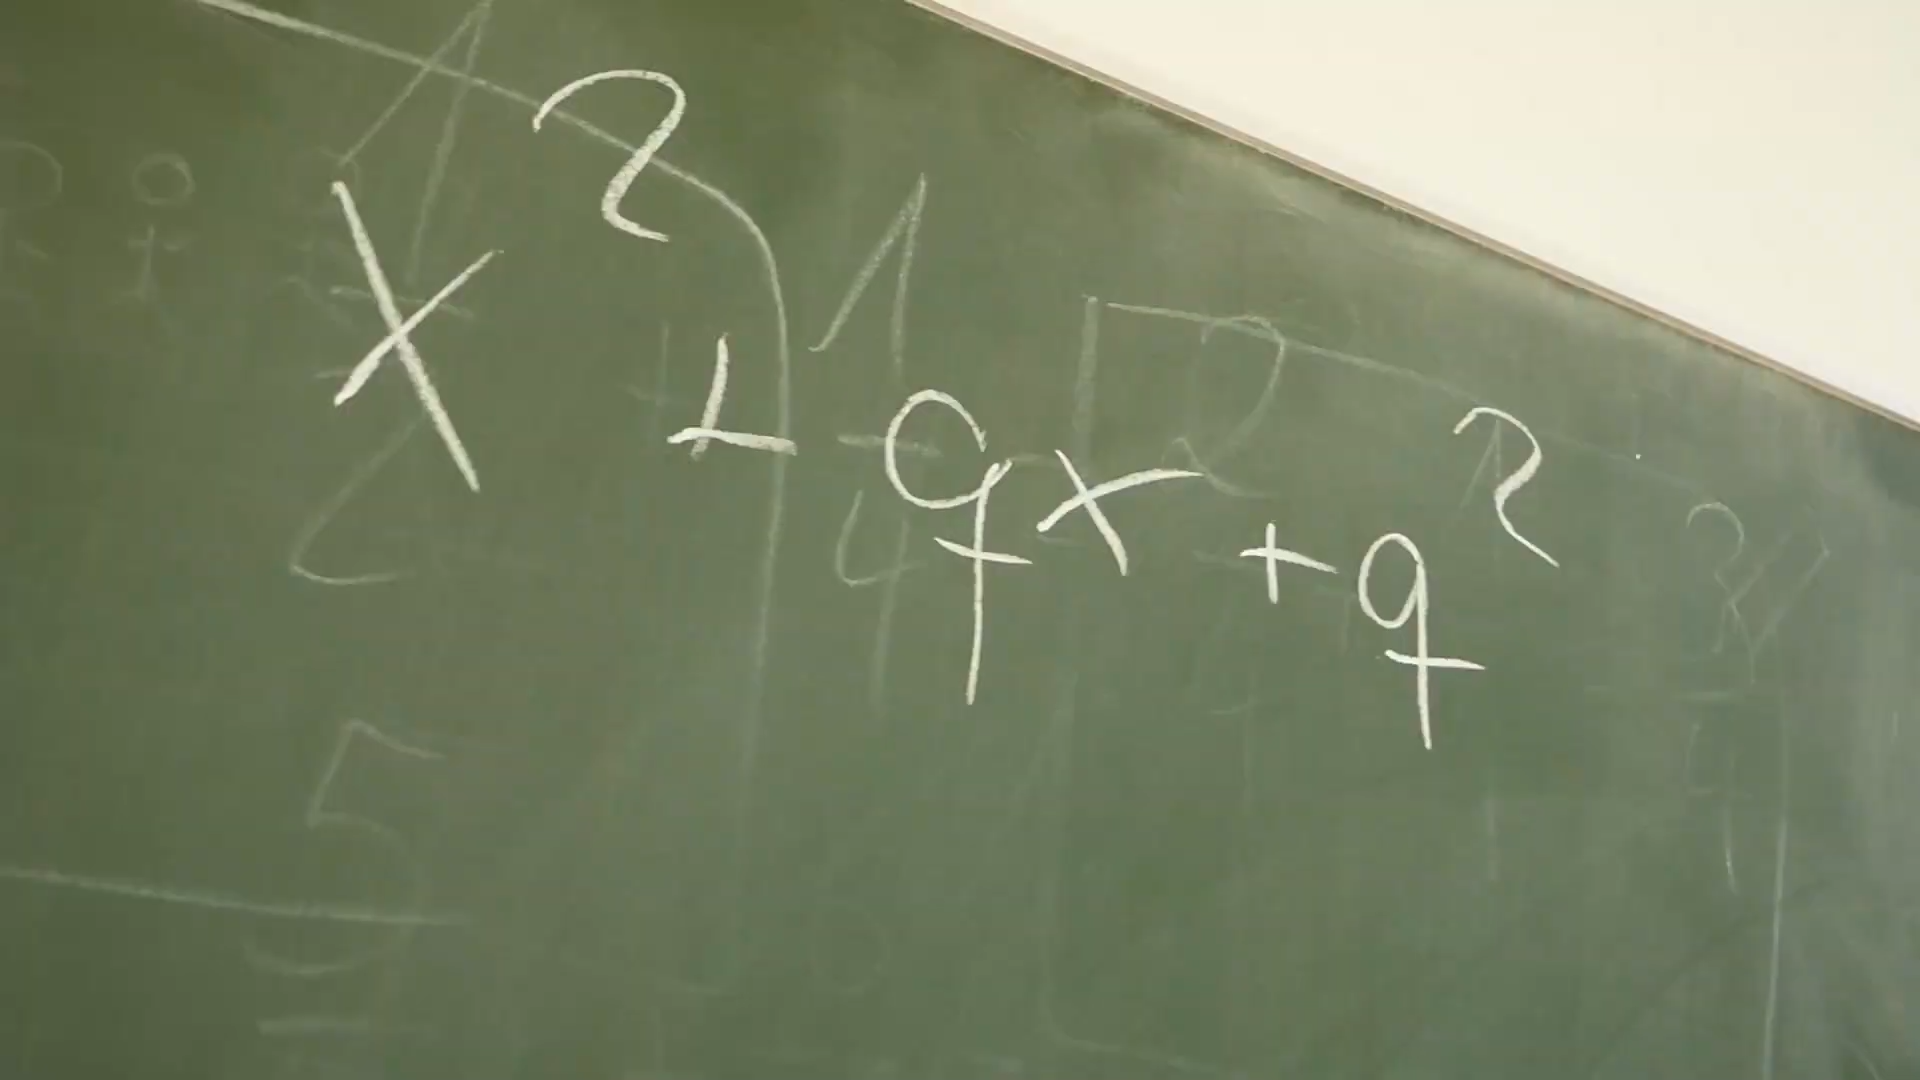 x² + qx + q²